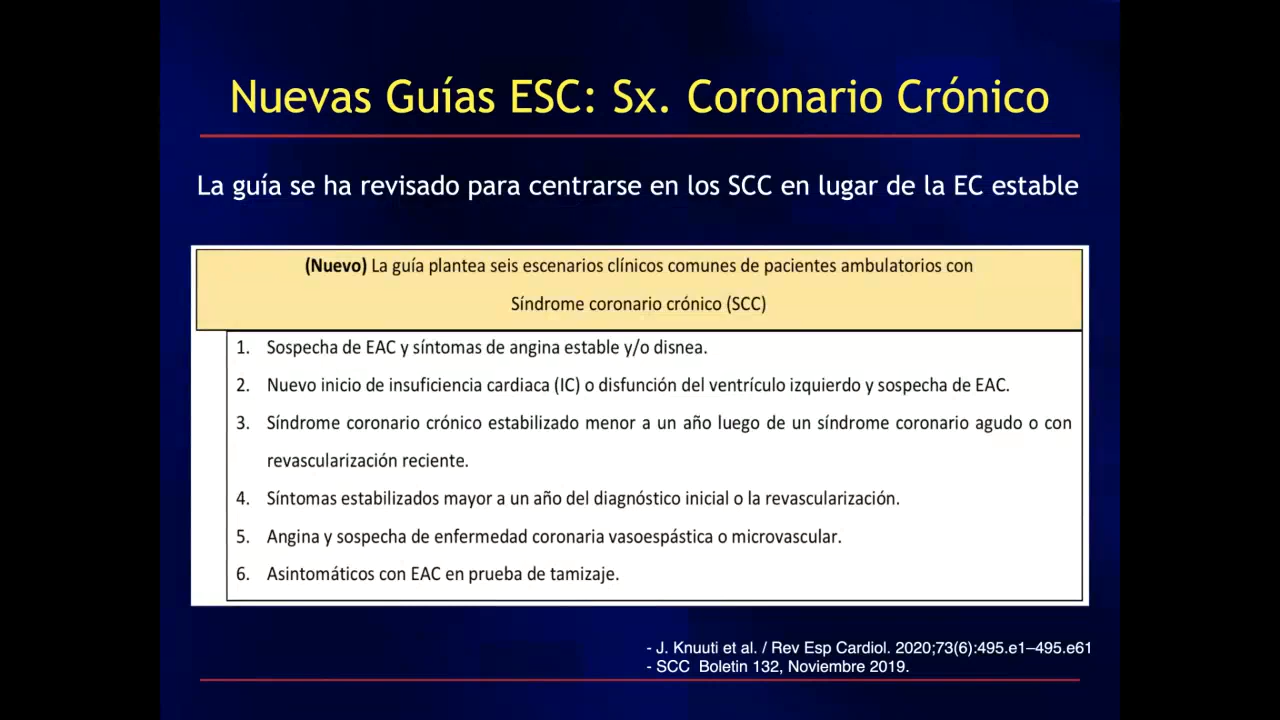 Nuevas Guías ESC: Sx. Coronario Crónico
La guía se ha revisado para centrarse en los SCC en lugar de la EC estable
(Nuevo) La guía plantea seis escenarios clínicos comunes de pacientes ambulatorios con
Síndrome coronario crónico (SCC)
1. Sospecha de EAC y síntomas de angina estable y/o disnea.
2. Nuevo inicio de insuficiencia cardiaca (IC) o disfunción del ventrículo izquierdo y sospecha de EAC.
3. Síndrome coronario crónico estabilizado menor a un año luego de un síndrome coronario agudo o con
revascularización reciente.
4. Síntomas estabilizados mayor a un año del diagnóstico inicial o la revascularización.
5. Angina y sospecha de enfermedad coronaria vasoespástica o microvascular.
6. Asintomáticos con EAC en prueba de tamizaje.
- J. Knuuti et al. / Rev Esp Cardiol. 2020;73(6):495.e1–495.e61
- SCC Boletin 132, Noviembre 2019.